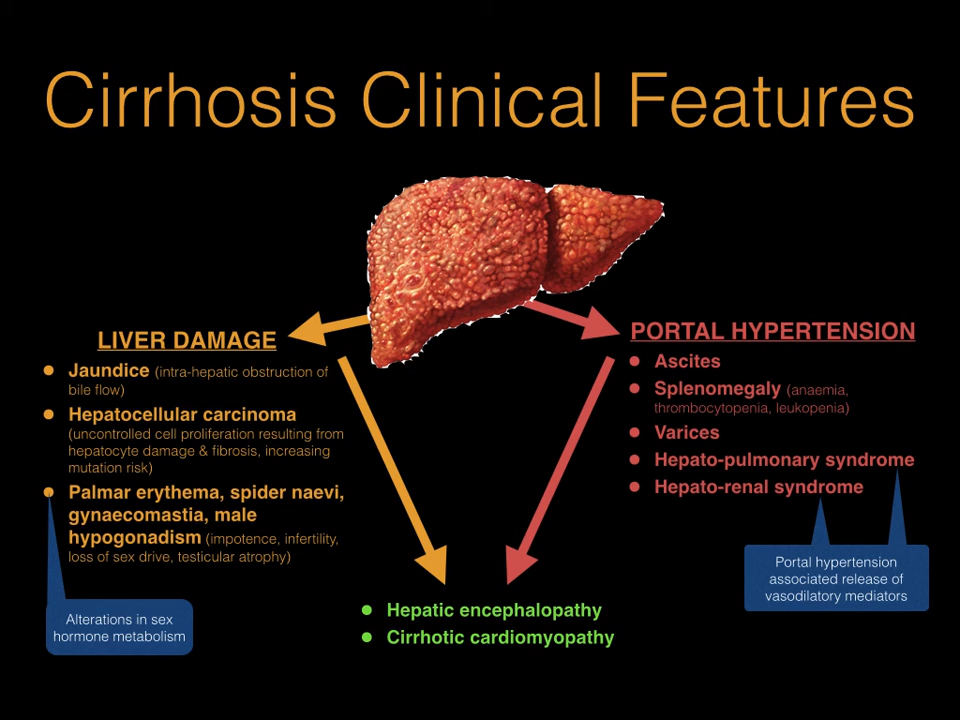 Cirrhosis Clinical Features
LIVER DAMAGE
• Jaundice (intra-hepatic obstruction of
bile flow)
• Hepatocellular carcinoma
(uncontrolled cell proliferation resulting from
hepatocyte damage & fibrosis, increasing
mutation risk)
• Palmar erythema, spider naevi,
gynaecomastia, male
hypogonadism (impotence, infertility,
loss of sex drive, testicular atrophy)
Alterations in sex
hormone metabolism
PORTAL HYPERTENSION
• Ascites
• Splenomegaly (anaemia,
thrombocytopenia, leukopenia)
• Varices
• Hepato-pulmonary syndrome
• Hepato-renal syndrome
Portal hypertension
associated release of
vasodilatory mediators
• Hepatic encephalopathy
• Cirrhotic cardiomyopathy